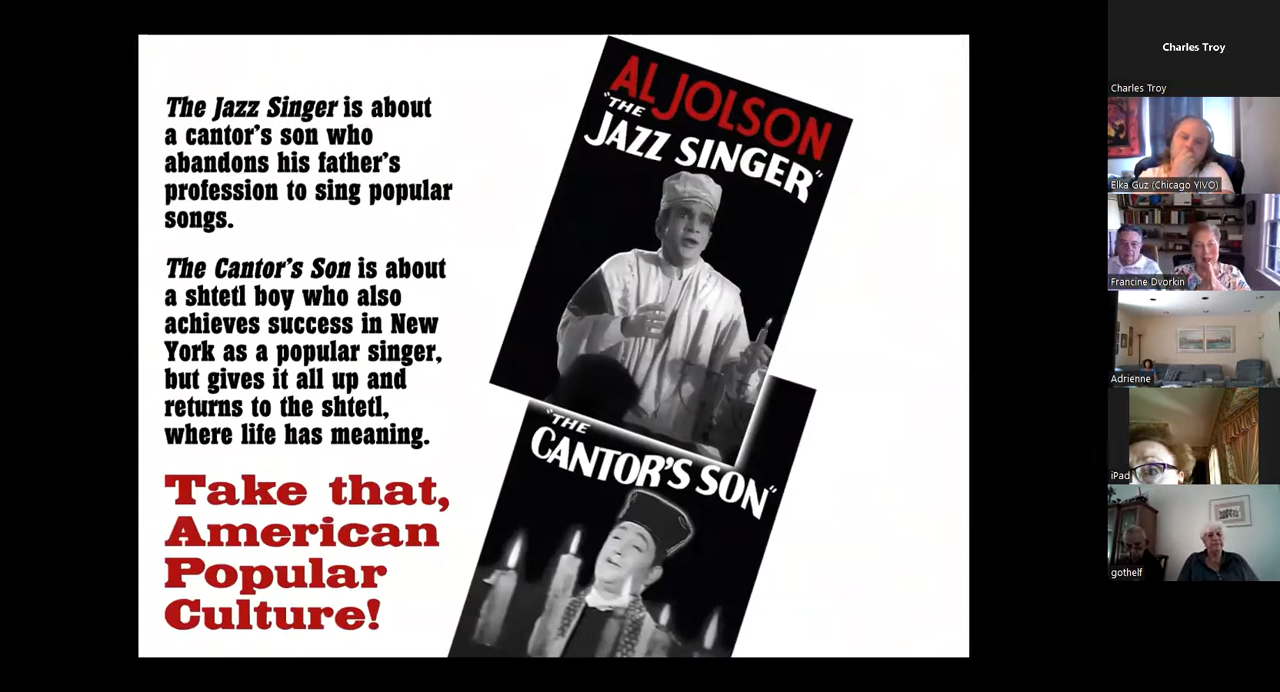 The Jazz Singer is about
a cantor's son who
abandons his father's
profession to sing popular
songs.
The Cantor's Son is about
a shtetl boy who also
achieves success in New
York as a popular singer,
but gives it all up and
returns to the shtetl,
where life has meaning.
Take that,
American
Popular
Culture!
AL JOLSON
"THE
JAZZ SINGER"
"THE
CANTOR'S SON"
Charles Troy
Charles Troy
Elka Guz (Chicago YIVO)
Francine Dvorkin
Adrienne
iPad
gothelf